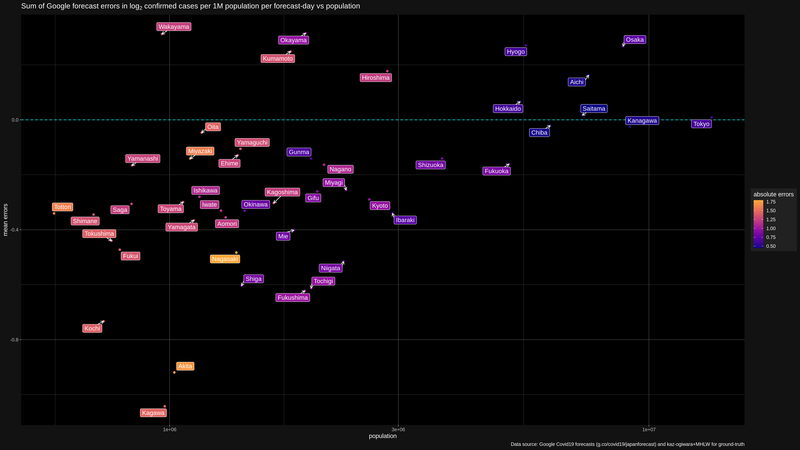 Sum of Google forecast errors in log2 confirmed cases per 1M population per forecast-day vs population
Wakayama
Okayama
Osaka
Hyogo
Kumamoto
Hiroshima
Aichi
Hokkaido
Saitama
0.0
Kanagawa
Tokyo
Oita
Chiba
Yamaguchi
Miyazaki
Gunma
Yamanashi
Ehime
Shizuoka
Nagano
Fukuoka
Miyagi
Ishikawa
Kagoshima
Gifu
Tottori
Saga
Toyama
Iwate
Okinawa
Kyoto
Shimane
Ibaraki
Aomori
Yamagata
-0.4
Tokushima
Mie
Fukui
Nagasaki
Niigata
Shiga
Tochigi
Fukushima
Kochi
-0.8
Akita
Kagawa
mean errors
1e+06
3e+06
1e+07
population
absolute errors
1.75
1.50
1.25
1.00
0.75
0.50
Data source: Google Covid19 forecasts (g.co/covid19/japanforecast) and kaz-ogiwara+MHLW for ground-truth